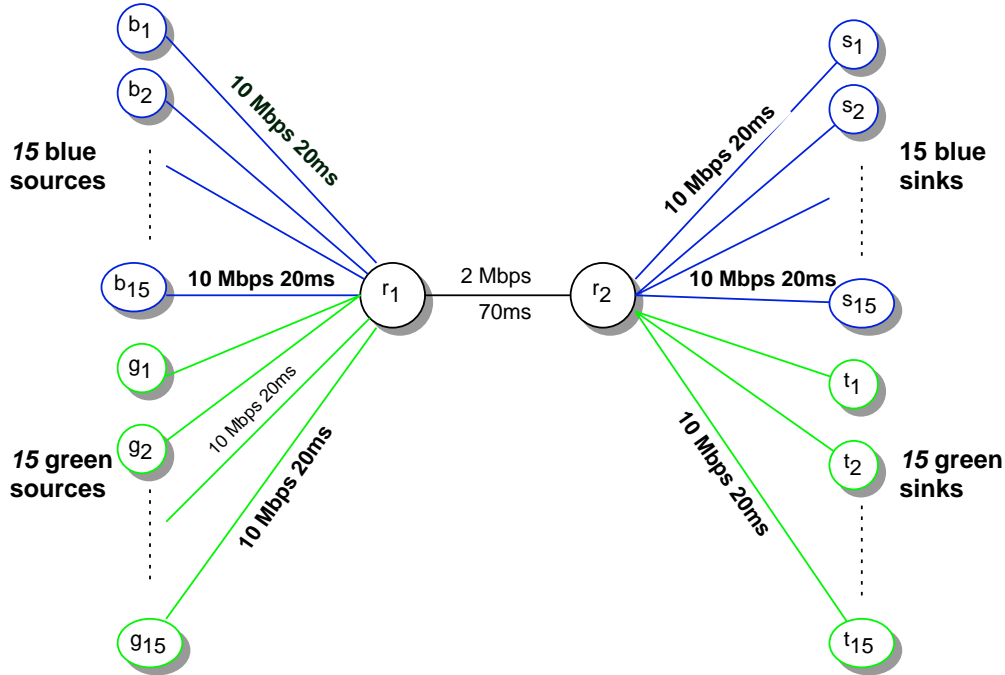 b1
b2
15 blue
sources
b15
10 Mbps 20ms
10 Mbps 20ms
g1
g2
15 green
sources
g15
10 Mbps 20ms
10 Mbps 20ms
r1
2 Mbps
70ms
r2
s1
s2
15 blue
sinks
10 Mbps 20ms
10 Mbps 20ms
s15
t1
t2
15 green
sinks
10 Mbps 20ms
t15